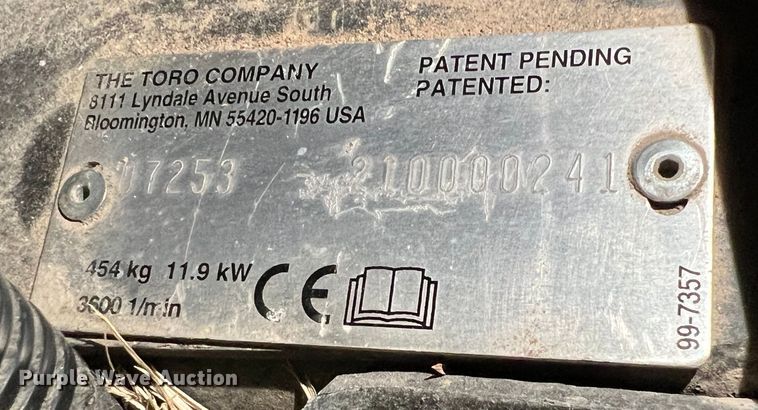 THE TORO COMPANY
8111 Lyndale Avenue South
Bloomington, MN 55420-1196 USA
PATENT PENDING
PATENTED:
07253 210000241
454 kg 11.9 kW
3600 1/min
CE
99-7357
Purple Wave Auction